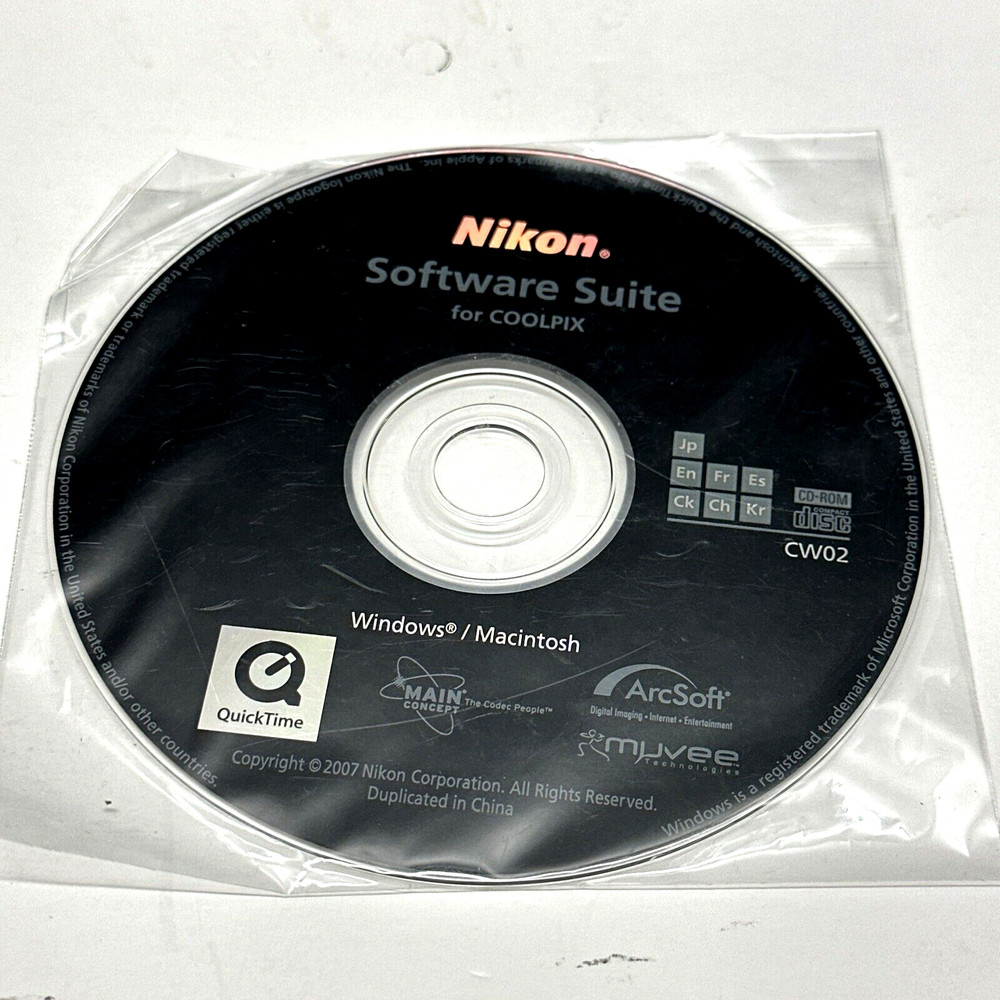 Nikon®
Software Suite
for COOLPIX
Jp
En Fr Es
Ck Ch Kr
CD-ROM
COMPACT
disc
CW02
Windows® / Macintosh
QuickTime
MAIN
CONCEPT
The Codec People™
ArcSoft®
Digital Imaging • Internet • Entertainment
muvee
Technologies
Copyright © 2007 Nikon Corporation. All Rights Reserved.
Duplicated in China
Macintosh and the QuickTime logo are trademarks of Apple Inc. The Nikon logotype is either registered trademark or trademarks of Nikon Corporation in the United States and/or other countries.
Windows is a registered trademark of Microsoft Corporation in the United States and other countries.